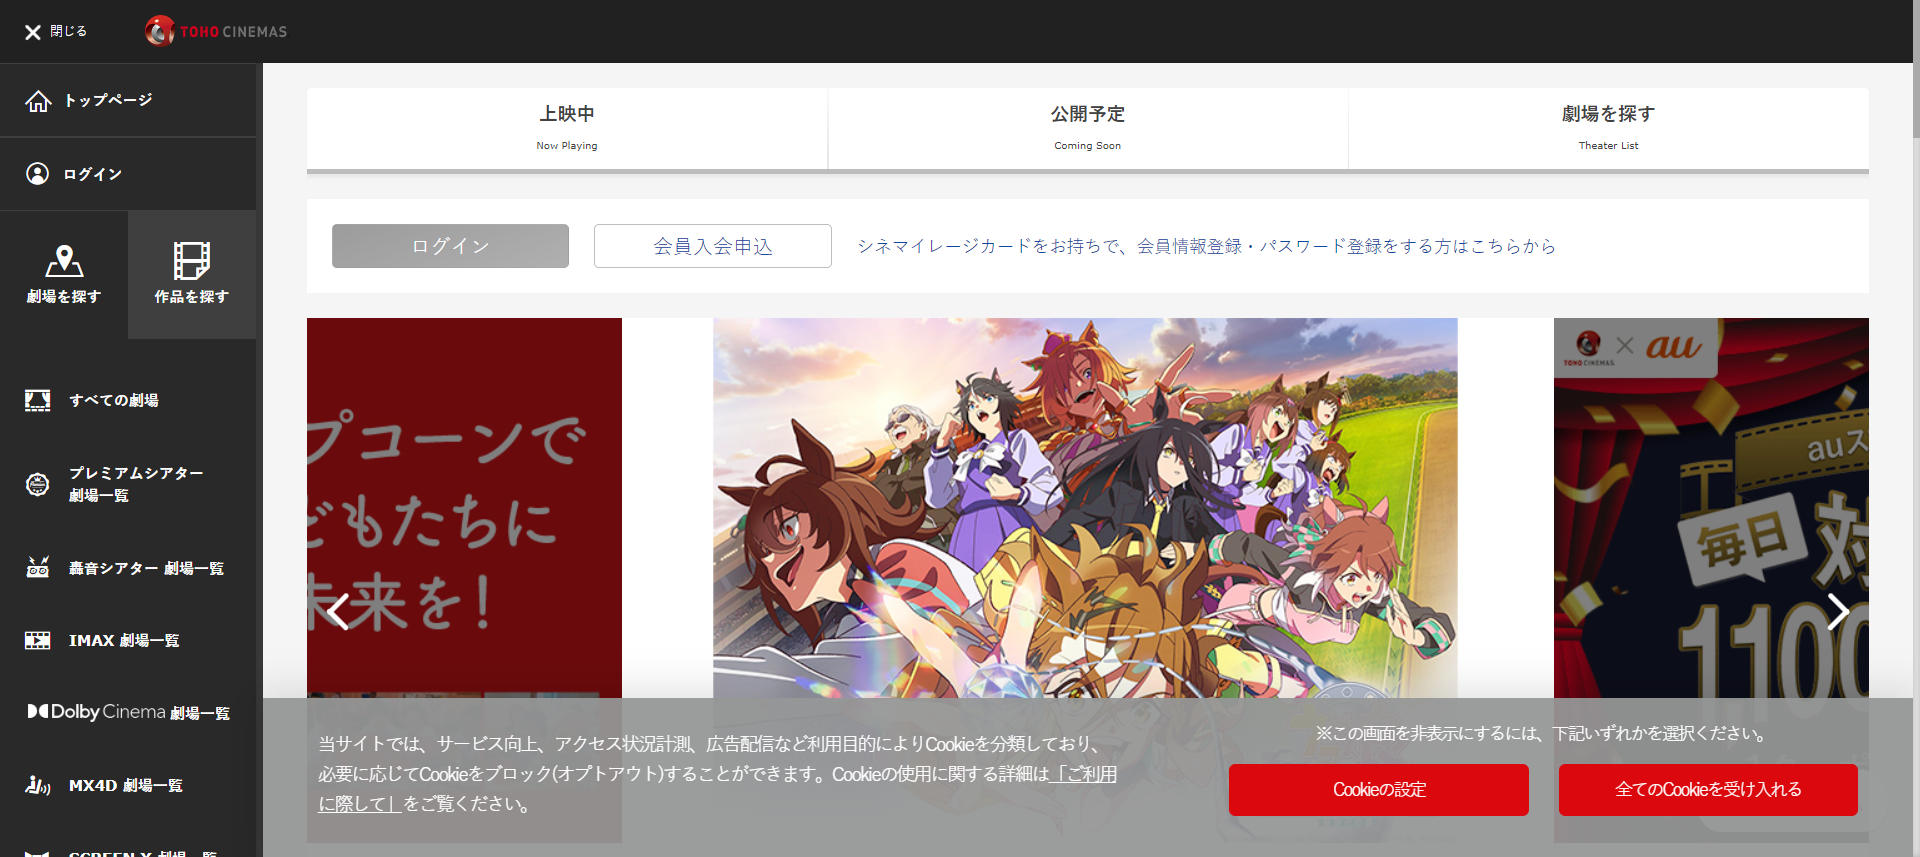 閉じる
TOHO CINEMAS
トップページ
ログイン
劇場を探す
作品を探す
すべての劇場
プレミアムシアター
劇場一覧
轟音シアター 劇場一覧
IMAX 劇場一覧
Dolby Cinema 劇場一覧
MX4D 劇場一覧
SCREEN X 劇場一覧
上映中
Now Playing
公開予定
Coming Soon
劇場を探す
Theater List
ログイン
会員入会申込
シネマイレージカードをお持ちで、会員情報登録・パスワード登録をする方はこちらから
プコーンで
どもたちに
未来を!
TOHO CINEMAS × au
auス
毎日
1,100
当サイトでは、サービス向上、アクセス状況計測、広告配信など利用目的によりCookieを分類しており、
必要に応じてCookieをブロック(オプトアウト)することができます。Cookieの使用に関する詳細は「ご利用
に際して」をご覧ください。
※この画面を非表示にするには、下記いずれかを選択ください。
Cookieの設定
全てのCookieを受け入れる